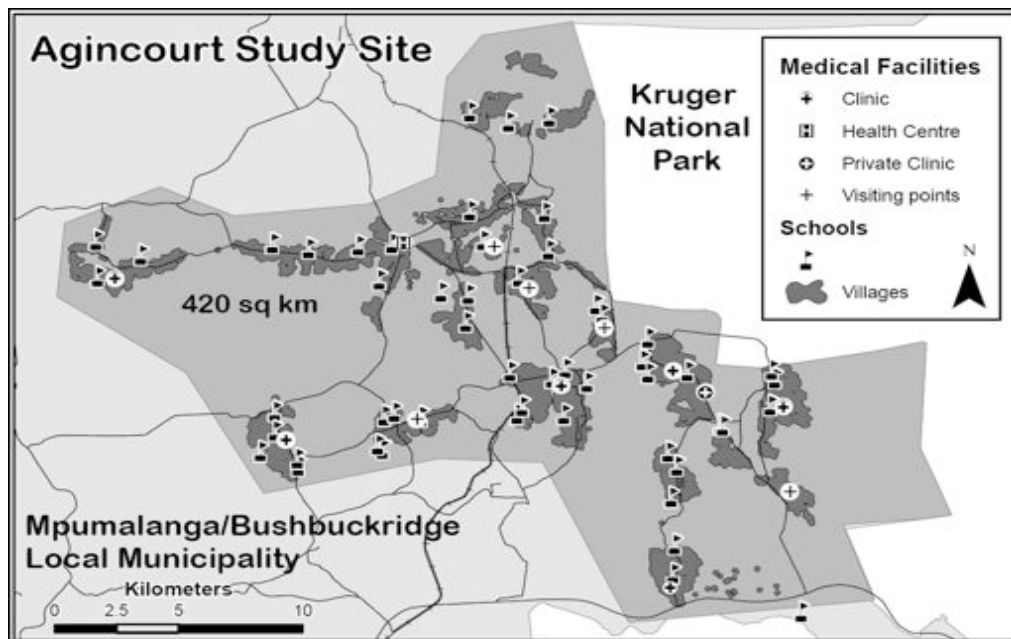 Agincourt Study Site
Kruger
National
Park
Medical Facilities
Clinic
Health Centre
Private Clinic
Visiting points
Schools
Villages
N
420 sq km
Mpumalanga/Bushbuckridge
Local Municipality
Kilometers
0 2.5 5 10